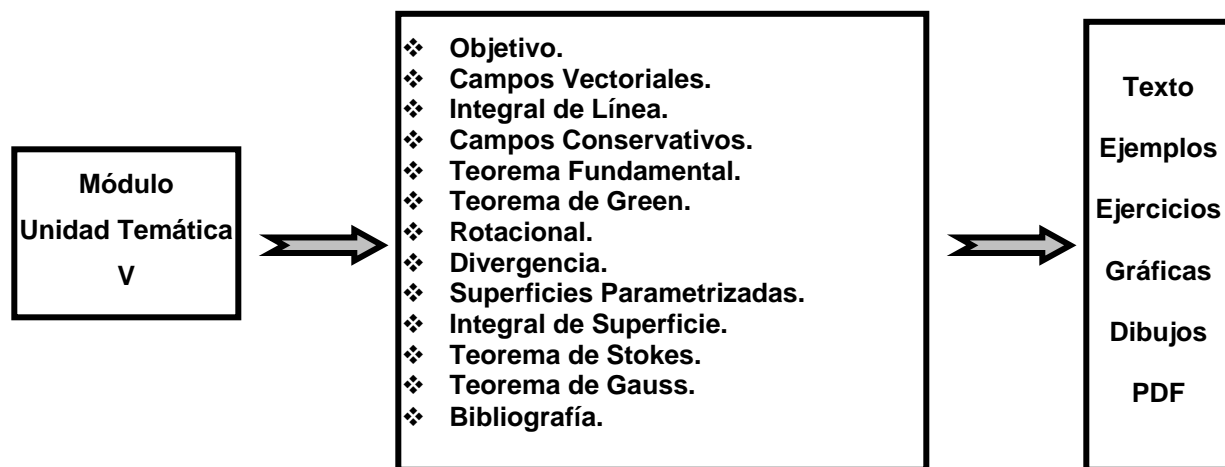 Módulo
Unidad Temática
V
❖ Objetivo.
❖ Campos Vectoriales.
❖ Integral de Línea.
❖ Campos Conservativos.
❖ Teorema Fundamental.
❖ Teorema de Green.
❖ Rotacional.
❖ Divergencia.
❖ Superficies Parametrizadas.
❖ Integral de Superficie.
❖ Teorema de Stokes.
❖ Teorema de Gauss.
❖ Bibliografía.
Texto
Ejemplos
Ejercicios
Gráficas
Dibujos
PDF